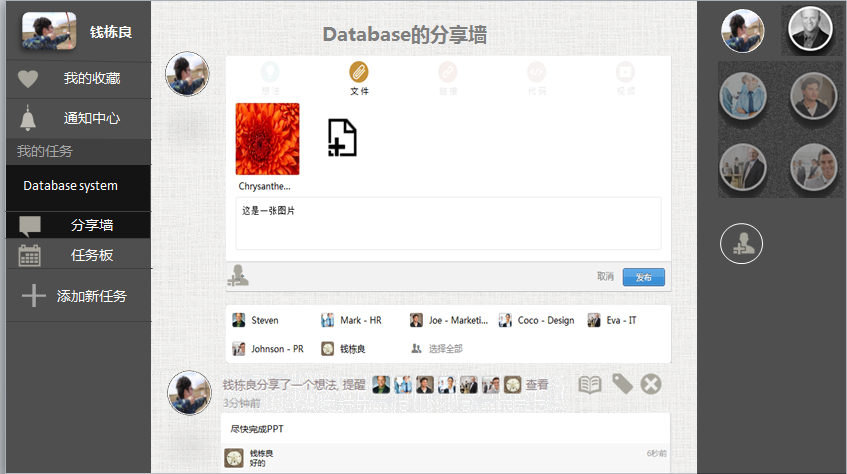 钱栋良
我的收藏
通知中心
我的任务
Database system
分享墙
任务板
添加新任务
Database的分享墙
想法 文件 链接 代码 视频
Chrysanthe...
这是一张图片
取消 发布
Steven Mark - HR Joe - Marketi... Coco - Design Eva - IT
Johnson - PR 钱栋良 选择全部
钱栋良分享了一个想法, 提醒 查看
3分钟前
尽快完成PPT
钱栋良 6秒前
好的